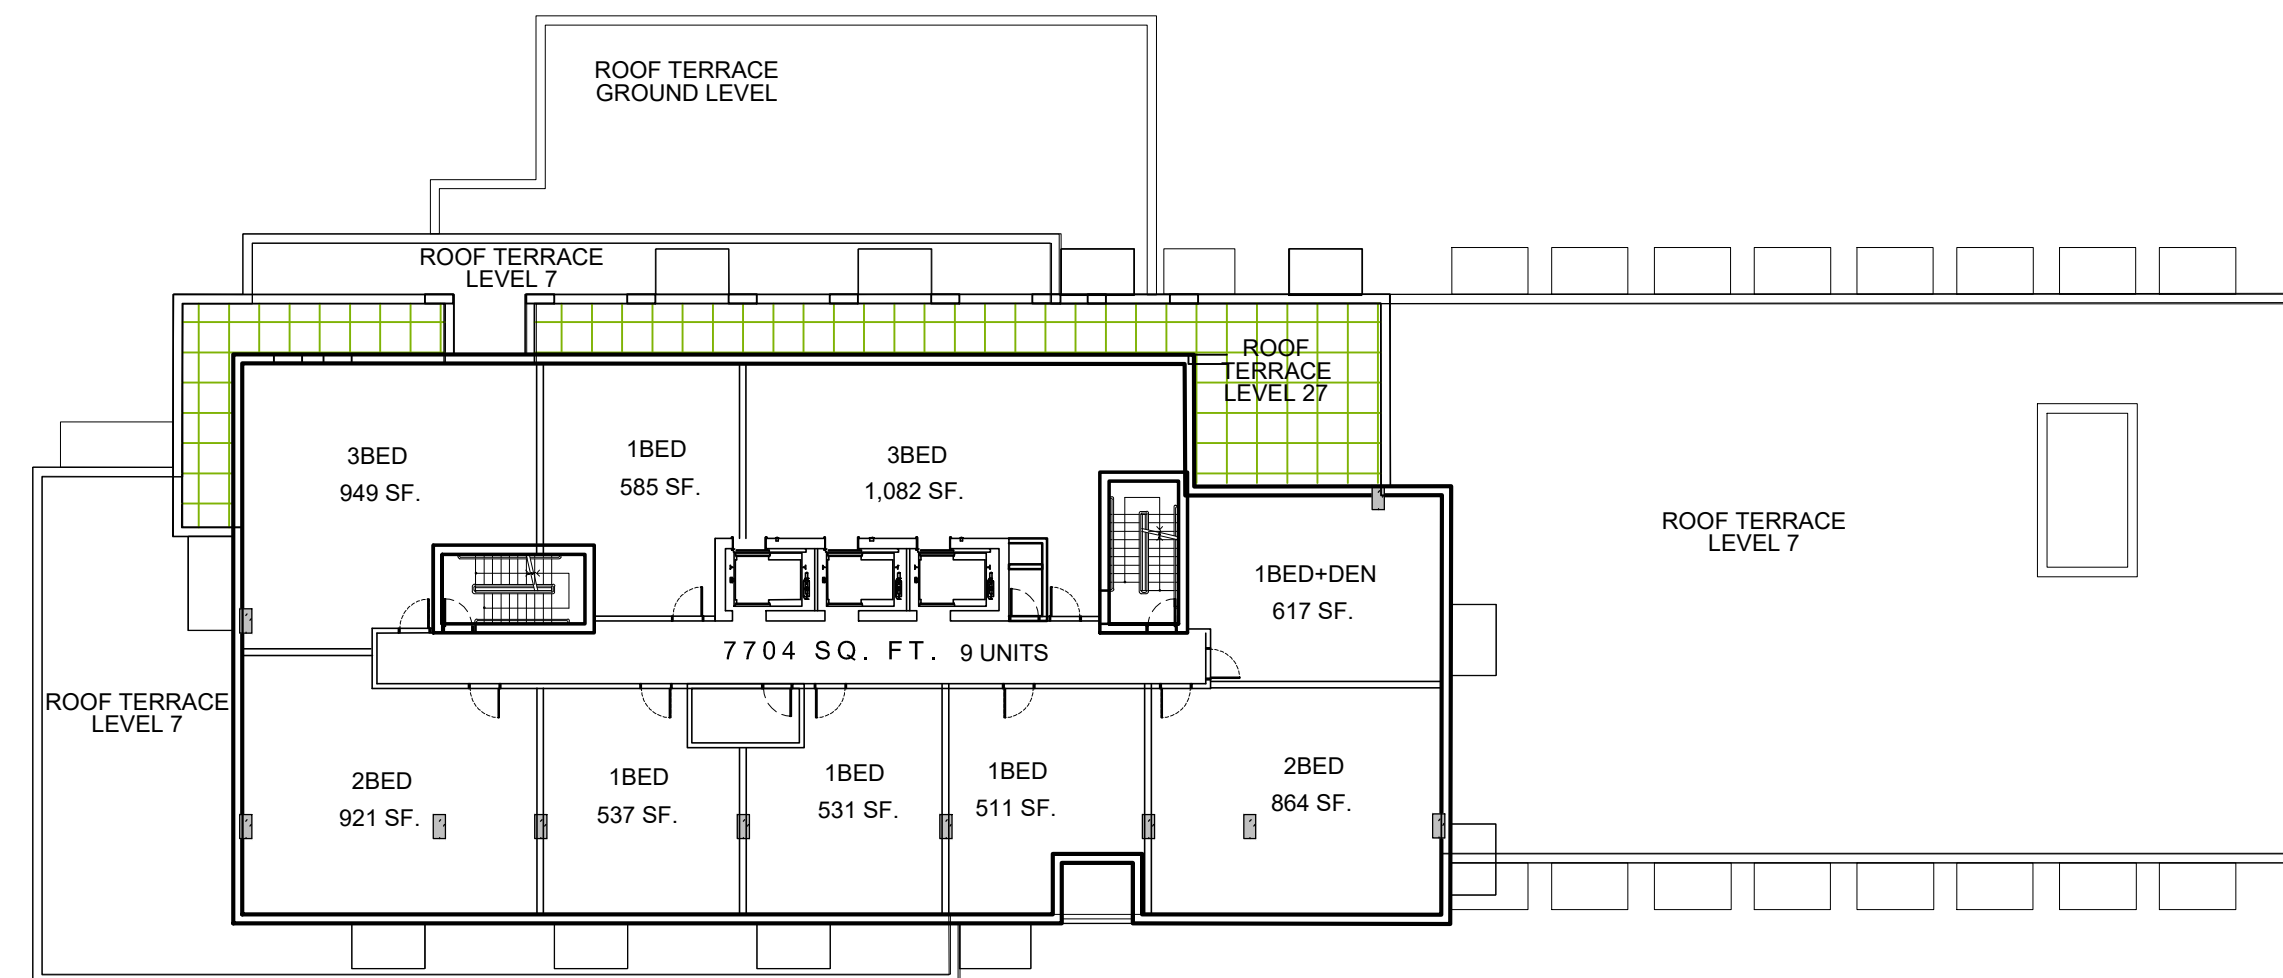 ROOF TERRACE
GROUND LEVEL
ROOF TERRACE
LEVEL 7
ROOF
TERRACE
LEVEL 27
3BED
949 SF.
1BED
585 SF.
3BED
1,082 SF.
ROOF TERRACE
LEVEL 7
1BED+DEN
617 SF.
7704 SQ. FT. 9 UNITS
ROOF TERRACE
LEVEL 7
2BED
921 SF.
1BED
537 SF.
1BED
531 SF.
1BED
511 SF.
2BED
864 SF.